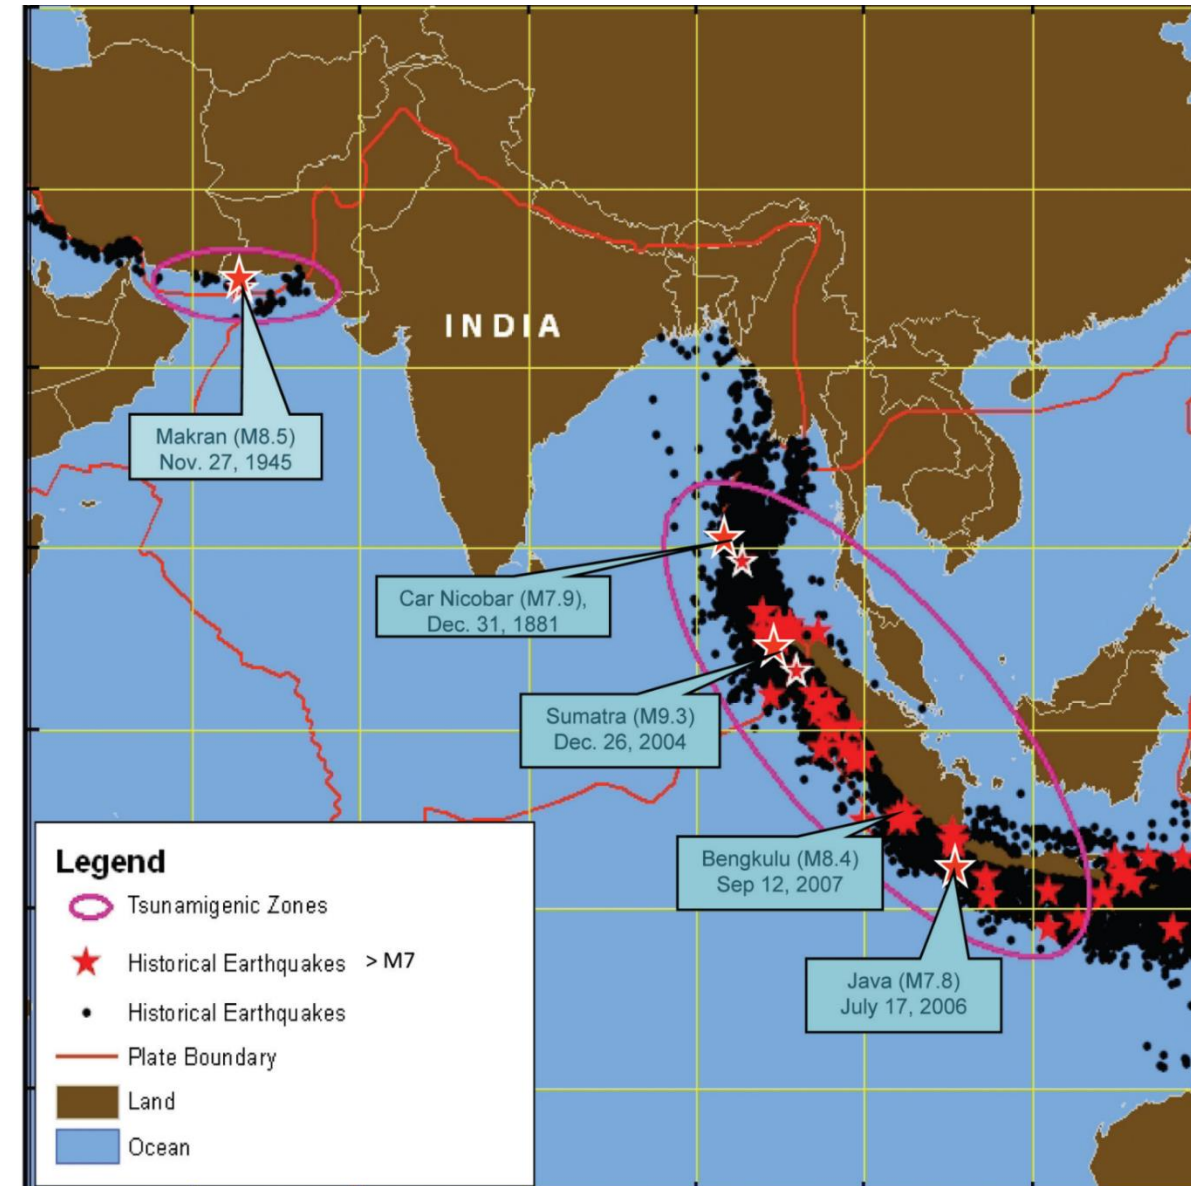 INDIA
Makran (M8.5)
Nov. 27, 1945
Car Nicobar (M7.9),
Dec. 31, 1881
Sumatra (M9.3)
Dec. 26, 2004
Bengkulu (M8.4)
Sep 12, 2007
Java (M7.8)
July 17, 2006
Legend
Tsunamigenic Zones
Historical Earthquakes > M7
Historical Earthquakes
Plate Boundary
Land
Ocean